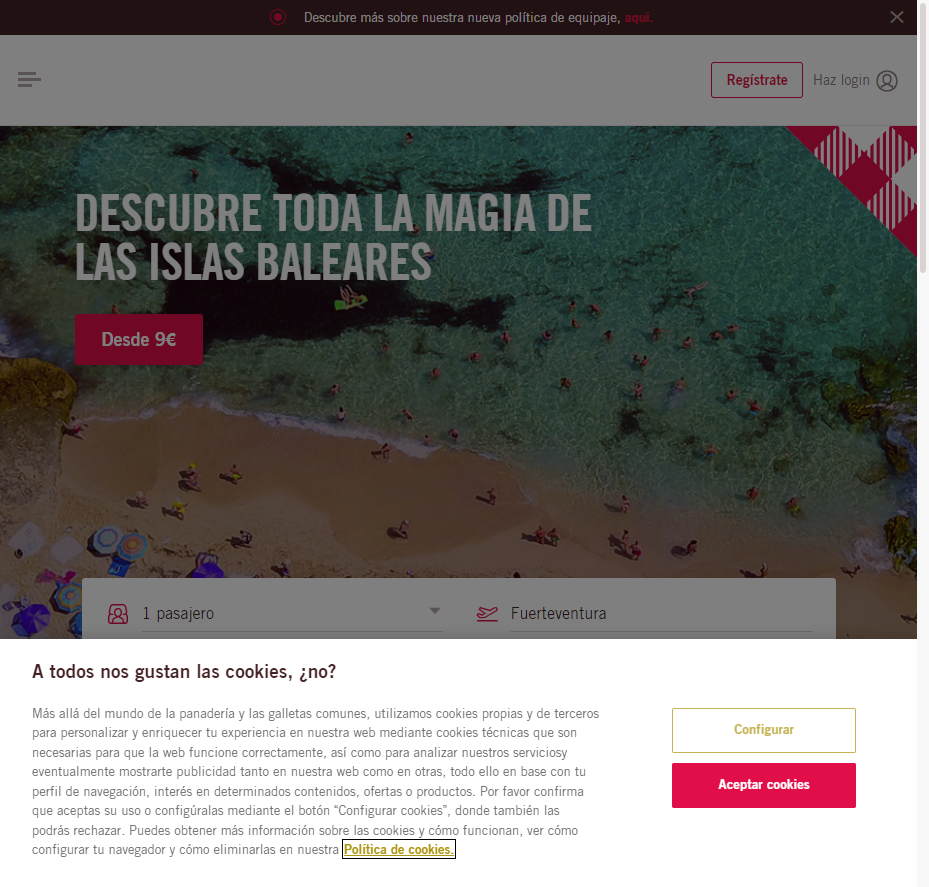 Descubre más sobre nuestra nueva política de equipaje, aquí.
Regístrate
Haz login
DESCUBRE TODA LA MAGIA DE
LAS ISLAS BALEARES
Desde 9€
1 pasajero
Fuerteventura
A todos nos gustan las cookies, ¿no?
Más allá del mundo de la panadería y las galletas comunes, utilizamos cookies propias y de terceros
para personalizar y enriquecer tu experiencia en nuestra web mediante cookies técnicas que son
necesarias para que la web funcione correctamente, así como para analizar nuestros serviciosy
eventualmente mostrarte publicidad tanto en nuestra web como en otras, todo ello en base con tu
perfil de navegación, interés en determinados contenidos, ofertas o productos. Por favor confirma
que aceptas su uso o configúralas mediante el botón “Configurar cookies”, donde también las
podrás rechazar. Puedes obtener más información sobre las cookies y cómo funcionan, ver cómo
configurar tu navegador y cómo eliminarlas en nuestra Política de cookies.
Configurar
Aceptar cookies